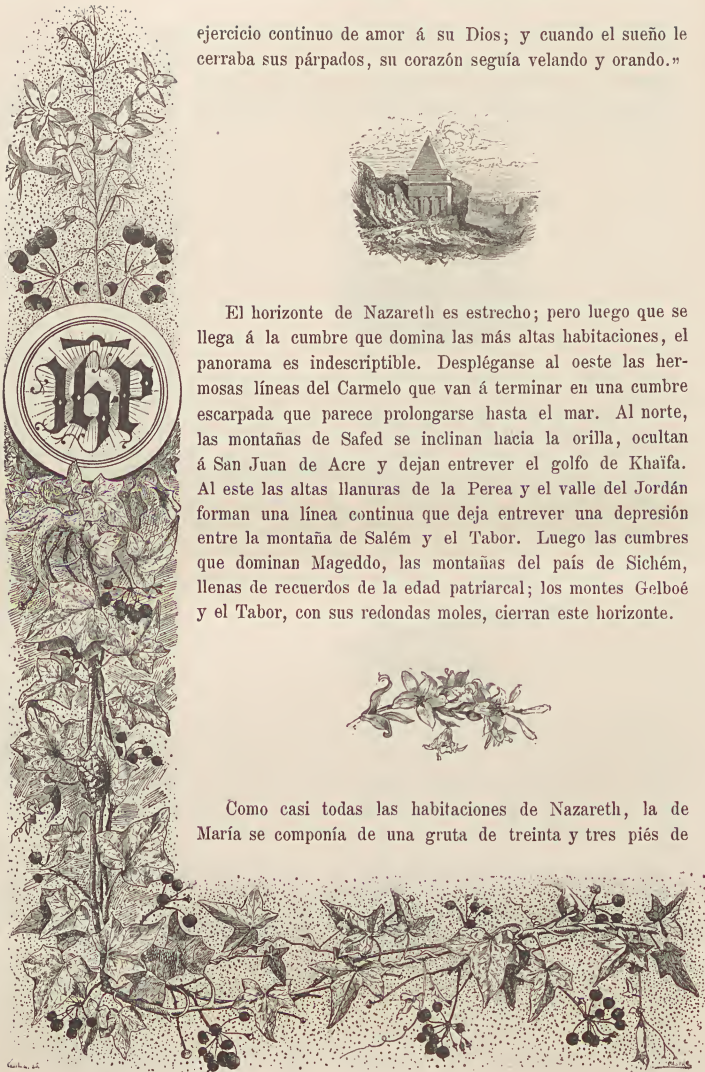 ejercicio continuo de amor á su Dios; y cuando el sueño le
cerraba sus párpados, su corazón seguía velando y orando.”
El horizonte de Nazareth es estrecho; pero luego que se
llega á la cumbre que domina las más altas habitaciones, el
panorama es indescriptible. Despléganse al oeste las her-
mosas líneas del Carmelo que van á terminar en una cumbre
escarpada que parece prolongarse hasta el mar. Al norte,
las montañas de Safed se inclinan hacia la orilla, ocultan
á San Juan de Acre y dejan entrever el golfo de Khaïfa.
Al este las altas llanuras de la Perea y el valle del Jordán
forman una línea continua que deja entrever una depresión
entre la montaña de Salém y el Tabor. Luego las cumbres
que dominan Mageddo, las montañas del país de Sichém,
llenas de recuerdos de la edad patriarcal; los montes Gelboé
y el Tabor, con sus redondas moles, cierran este horizonte.
Como casi todas las habitaciones de Nazareth, la de
María se componía de una gruta de treinta y tres piés de